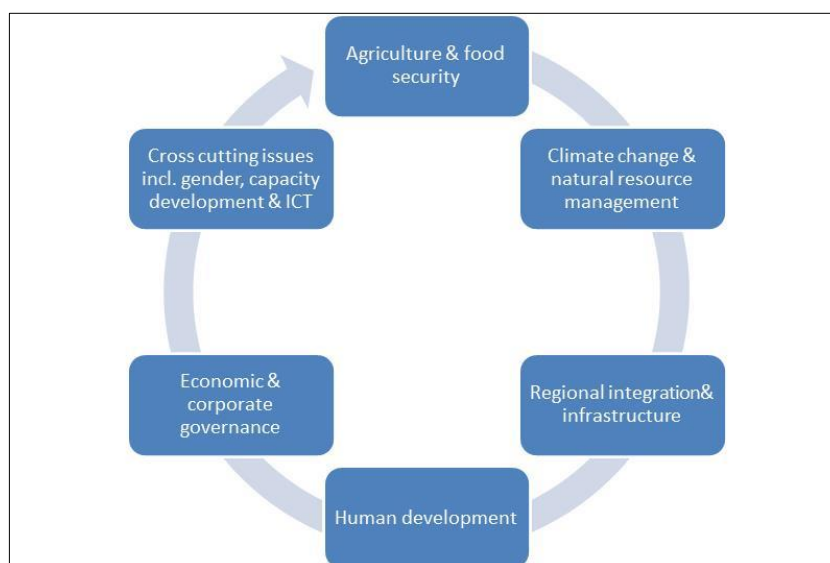 Agriculture & food
security
Climate change &
natural resource
management
Regional integration&
infrastructure
Human development
Economic &
corporate
governance
Cross cutting issues
incl. gender, capacity
development & ICT